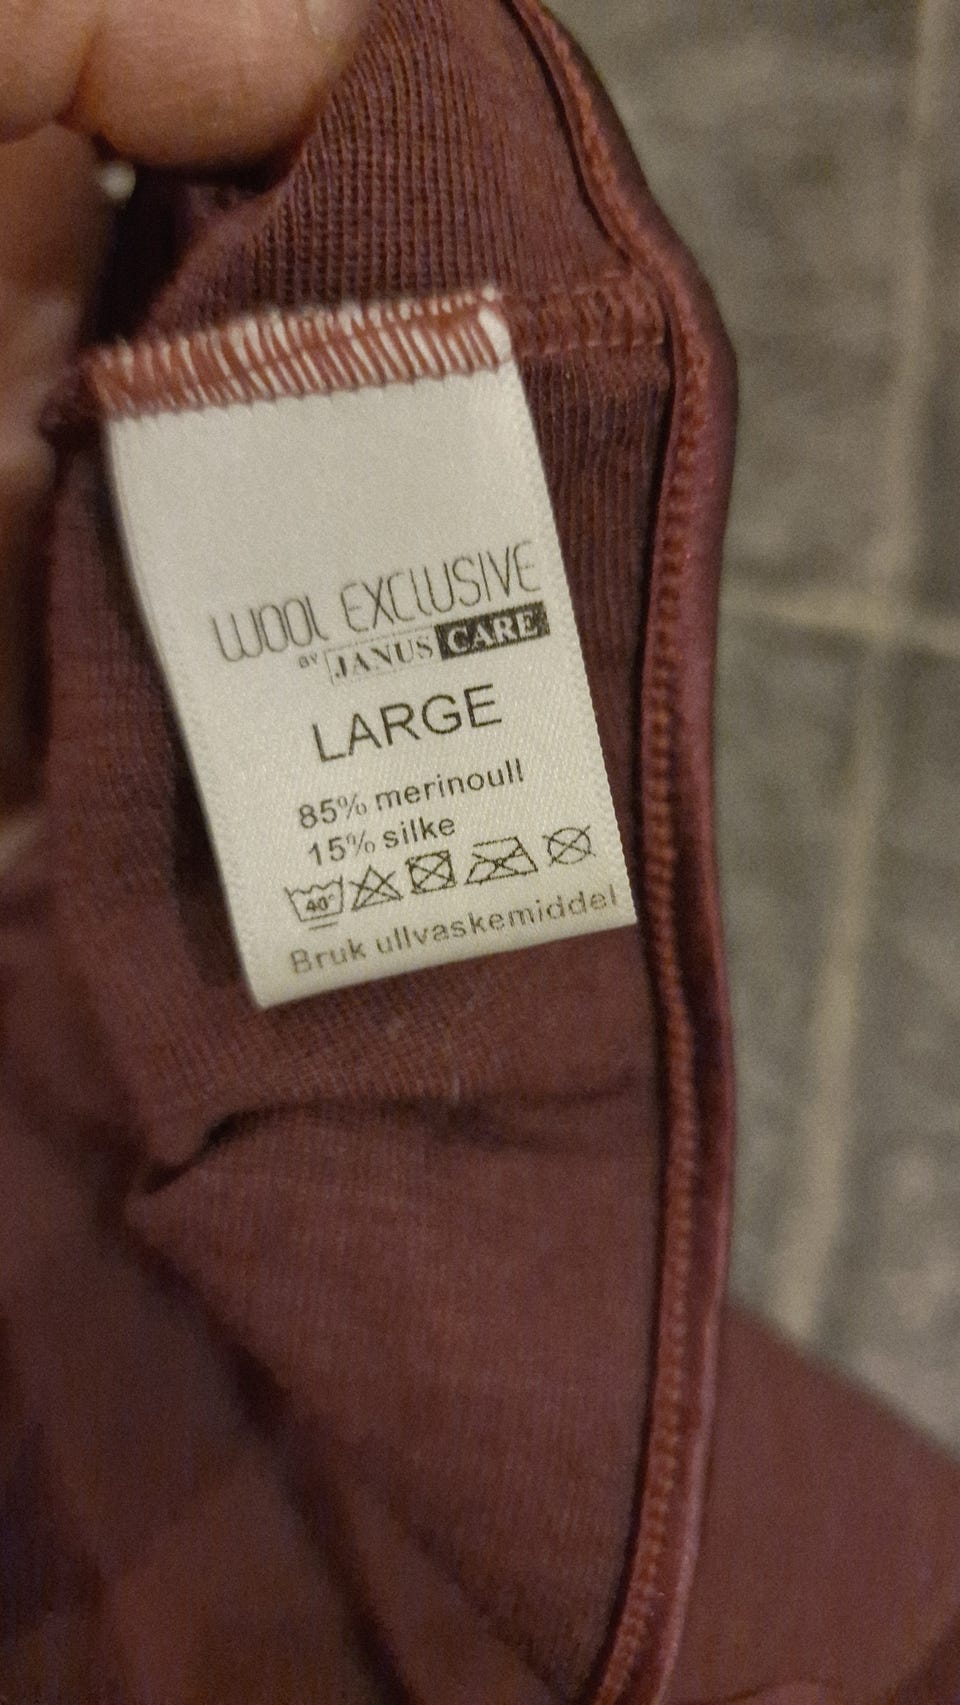 WOOL EXCLUSIVE
BY JANUS CARE
LARGE
85% merinoull
15% silke
40°
Bruk ullvaskemiddel